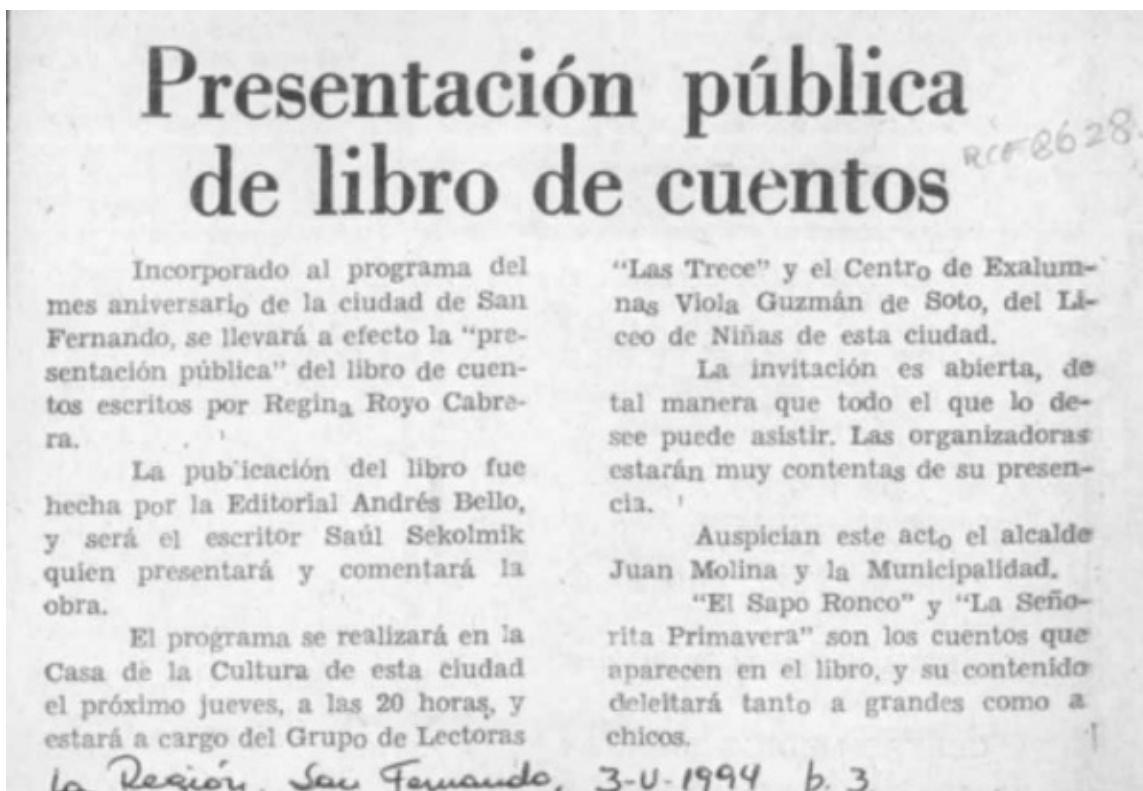 Presentación pública
de libro de cuentos
RCF8628
Incorporado al programa del
mes aniversario de la ciudad de San
Fernando, se llevará a efecto la "pre-
sentación pública" del libro de cuen-
tos escritos por Regina Royo Cabre-
ra.
La publicación del libro fue
hecha por la Editorial Andrés Bello,
y será el escritor Saúl Sekolmik
quien presentará y comentará la
obra.
El programa se realizará en la
Casa de la Cultura de esta ciudad
el próximo jueves, a las 20 horas, y
estará a cargo del Grupo de Lectoras
"Las Trece" y el Centro de Exalum-
nas Viola Guzmán de Soto, del Li-
ceo de Niñas de esta ciudad.
La invitación es abierta, de
tal manera que todo el que lo de-
see puede asistir. Las organizadoras
estarán muy contentas de su presen-
cia.
Auspician este acto el alcalde
Juan Molina y la Municipalidad.
"El Sapo Ronco" y "La Seño-
rita Primavera" son los cuentos que
aparecen en el libro, y su contenido
deleitará tanto a grandes como a
chicos.
La Región, San Fernando, 3-V-1994 p. 3